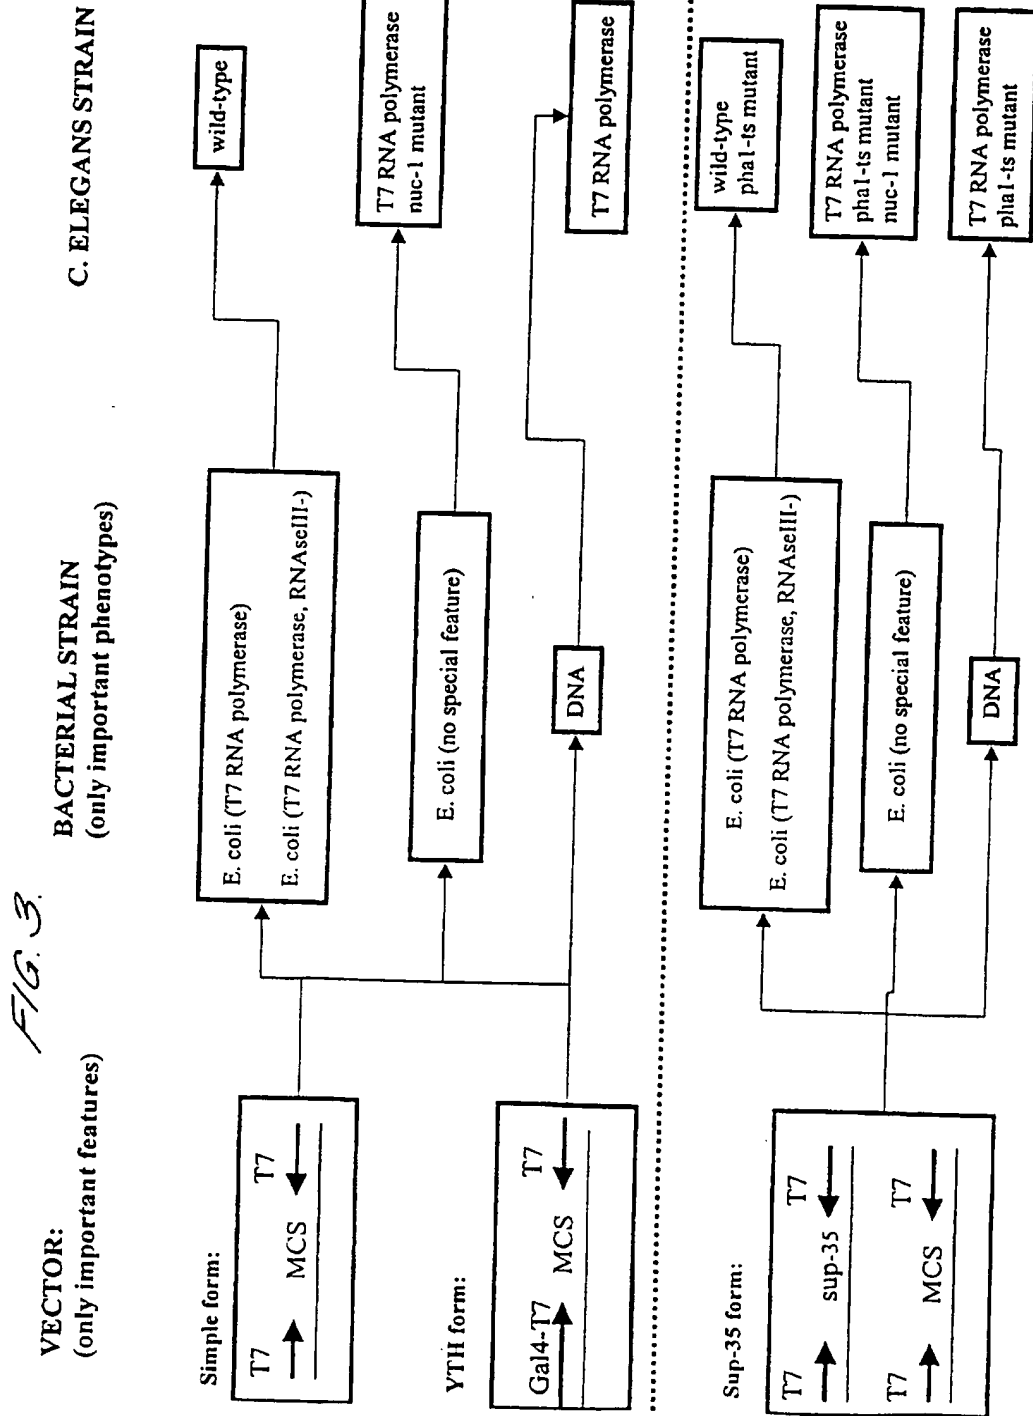 FIG. 3.
VECTOR:
(only important features)
BACTERIAL STRAIN
(only important phenotypes)
C. ELEGANS STRAIN
Simple form:
T7
MCS
T7
YTH form:
Gal4-T7
MCS
T7
E. coli (T7 RNA polymerase)
E. coli (T7 RNA polymerase, RNAseIII-)
E. coli (no special feature)
DNA
wild-type
T7 RNA polymerase
nuc-1 mutant
T7 RNA polymerase
Sup-35 form:
T7
sup-35
T7
T7
MCS
T7
E. coli (T7 RNA polymerase)
E. coli (T7 RNA polymerase, RNAseIII-)
E. coli (no special feature)
DNA
wild-type
pha1-ts mutant
T7 RNA polymerase
pha1-ts mutant
nuc-1 mutant
T7 RNA polymerase
pha1-ts mutant